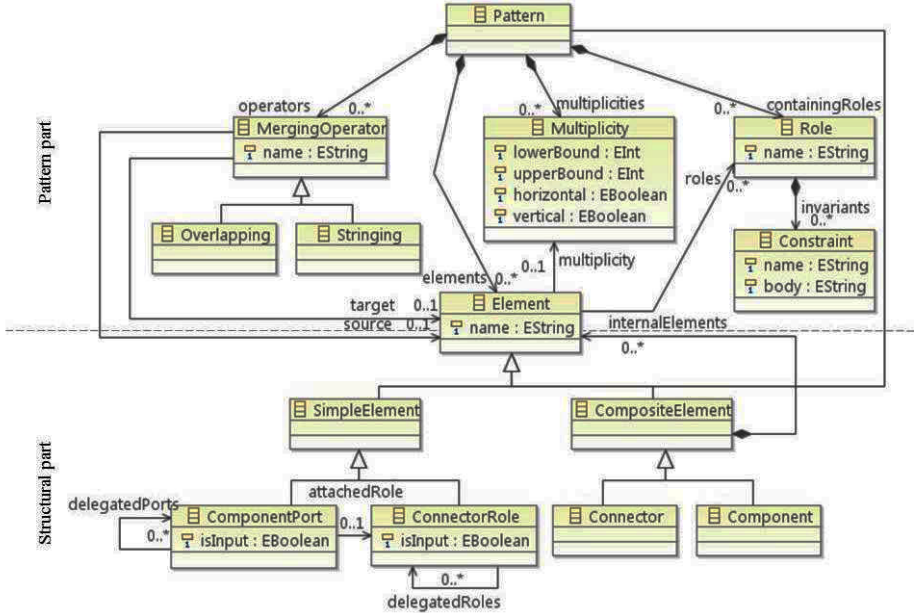 Pattern
operators
0..*
0..*
multiplicities
0..*
containingRoles
MergingOperator
name : EString
Multiplicity
lowerBound : EInt
upperBound : EInt
horizontal : EBoolean
vertical : EBoolean
Role
name : EString
roles
0..*
invariants
0..*
Overlapping
Stringing
Constraint
name : EString
body : EString
elements
0..*
0..1
multiplicity
Element
name : EString
target
0..1
source
0..1
internalElements
0..*
Pattern part
SimpleElement
CompositeElement
attachedRole
delegatedPorts
0..*
ComponentPort
isInput : EBoolean
0..1
ConnectorRole
isInput : EBoolean
Connector
Component
0..*
delegatedRoles
Structural part